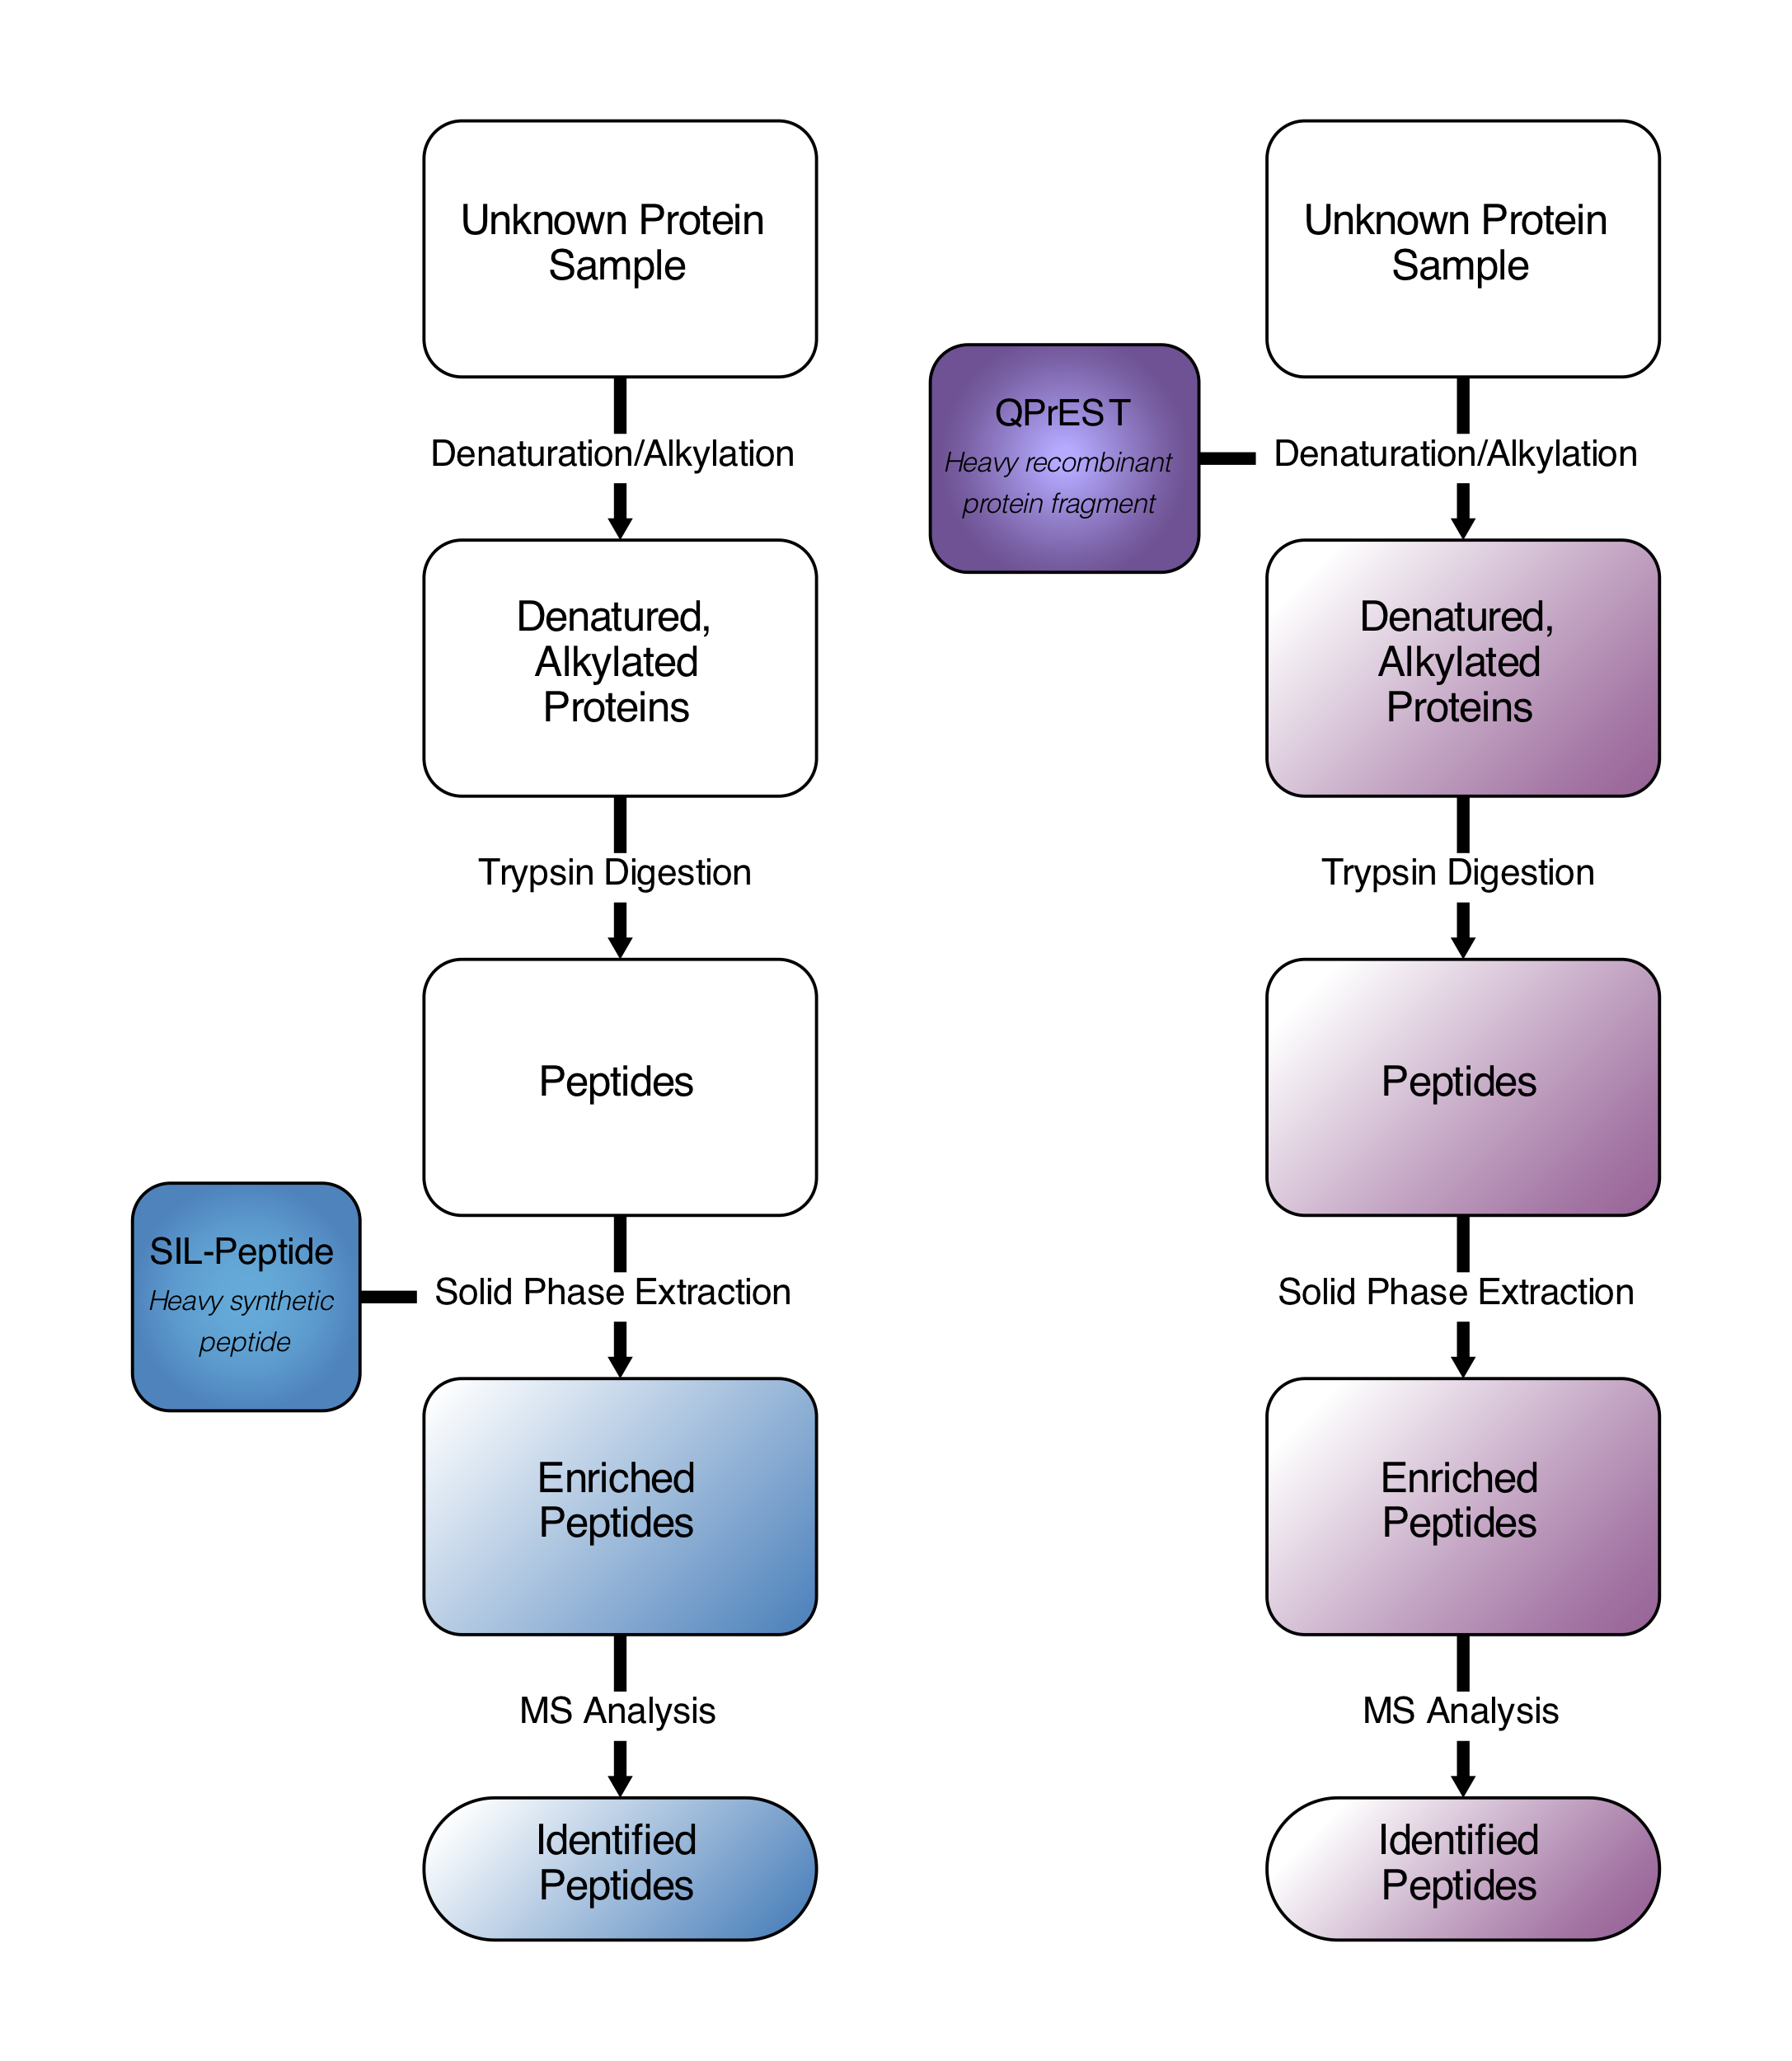 Unknown Protein
Sample
Denaturation/Alkylation
Denatured,
Alkylated
Proteins
Trypsin Digestion
Peptides
SIL-Peptide
Heavy synthetic
peptide
Solid Phase Extraction
Enriched
Peptides
MS Analysis
Identified
Peptides
Unknown Protein
Sample
QPrEST
Heavy recombinant
protein fragment
Denaturation/Alkylation
Denatured,
Alkylated
Proteins
Trypsin Digestion
Peptides
Solid Phase Extraction
Enriched
Peptides
MS Analysis
Identified
Peptides